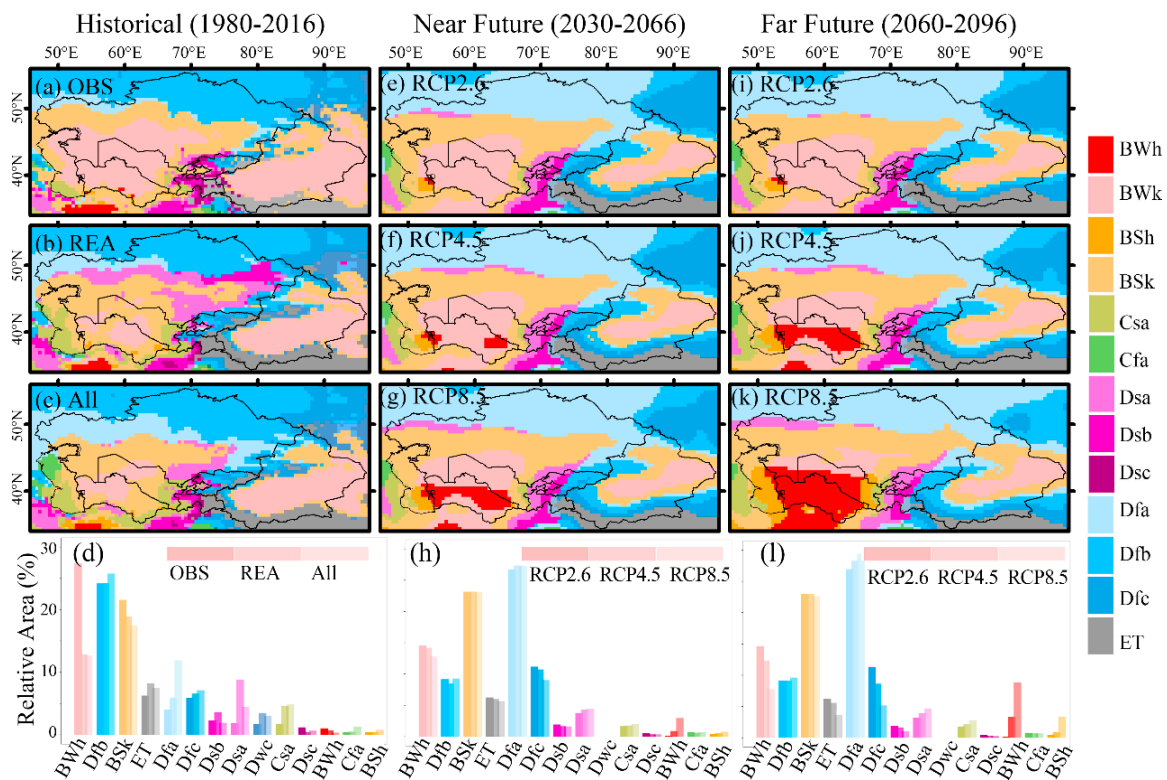 Historical (1980-2016) Near Future (2030-2066) Far Future (2060-2096)
50°E 60°E 70°E 80°E 90°E 50°E 60°E 70°E 80°E 90°E 50°E 60°E 70°E 80°E 90°E
(a) OBS (e) RCP2.6 (i) RCP2.6
50°N
40°N
(b) REA (f) RCP4.5 (j) RCP4.5
50°N
40°N
(c) All (g) RCP8.5 (k) RCP8.5
50°N
40°N
BWh
BWk
BSh
BSk
Csa
Cfa
Dsa
Dsb
Dsc
Dfa
Dfb
Dfc
ET
Relative Area (%)
30
20
10
0
(d) OBS REA All
(h) RCP2.6 RCP4.5 RCP8.5
(l) RCP2.6 RCP4.5 RCP8.5
BWh Dfb BSk ET Dfa Dfc Dsb Dsa Dwc Csa Dsc BWh Cfa BSh
BWh Dfb BSk ET Dfa Dfc Dsb Dsa Dwc Csa Dsc BWh Cfa BSh
BWh Dfb BSk ET Dfa Dfc Dsb Dsa Dwc Csa Dsc BWh Cfa BSh